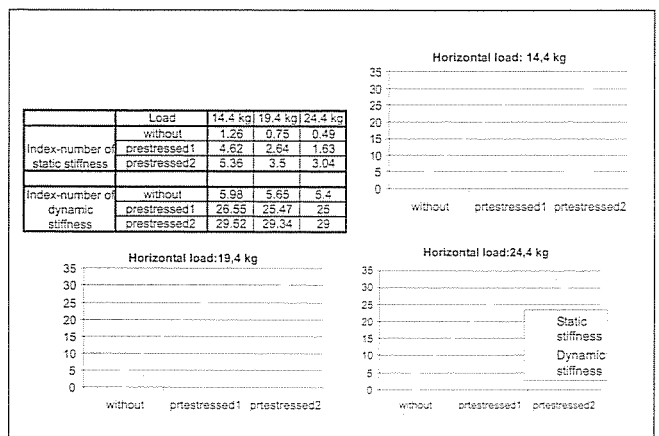 Horizontal load: 14,4 kg
35
30
25
20
15
10
5
0
without prtestressed1 prtestressed2
Load 14.4 kg 19,4 kg 24.4 kg
without 1.26 0.75 0.49
Index-number of prestressed1 4.62 2.64 1.63
static stiffness prestressed2 5.36 3.5 3.04
Index-number of without 5.98 5.65 5.4
dynamic prestressed1 26.55 25.47 25
stiffness prestressed2 29.52 29.34 29
Horizontal load:19,4 kg
35
30
25
20
15
10
5
0
without prtestressed1 prtestressed2
Horizontal load:24,4 kg
35
30
25
20
15
10
5
0
Static
stiffness
Dynamic
stiffness
without prtestressed1 prtestressed2